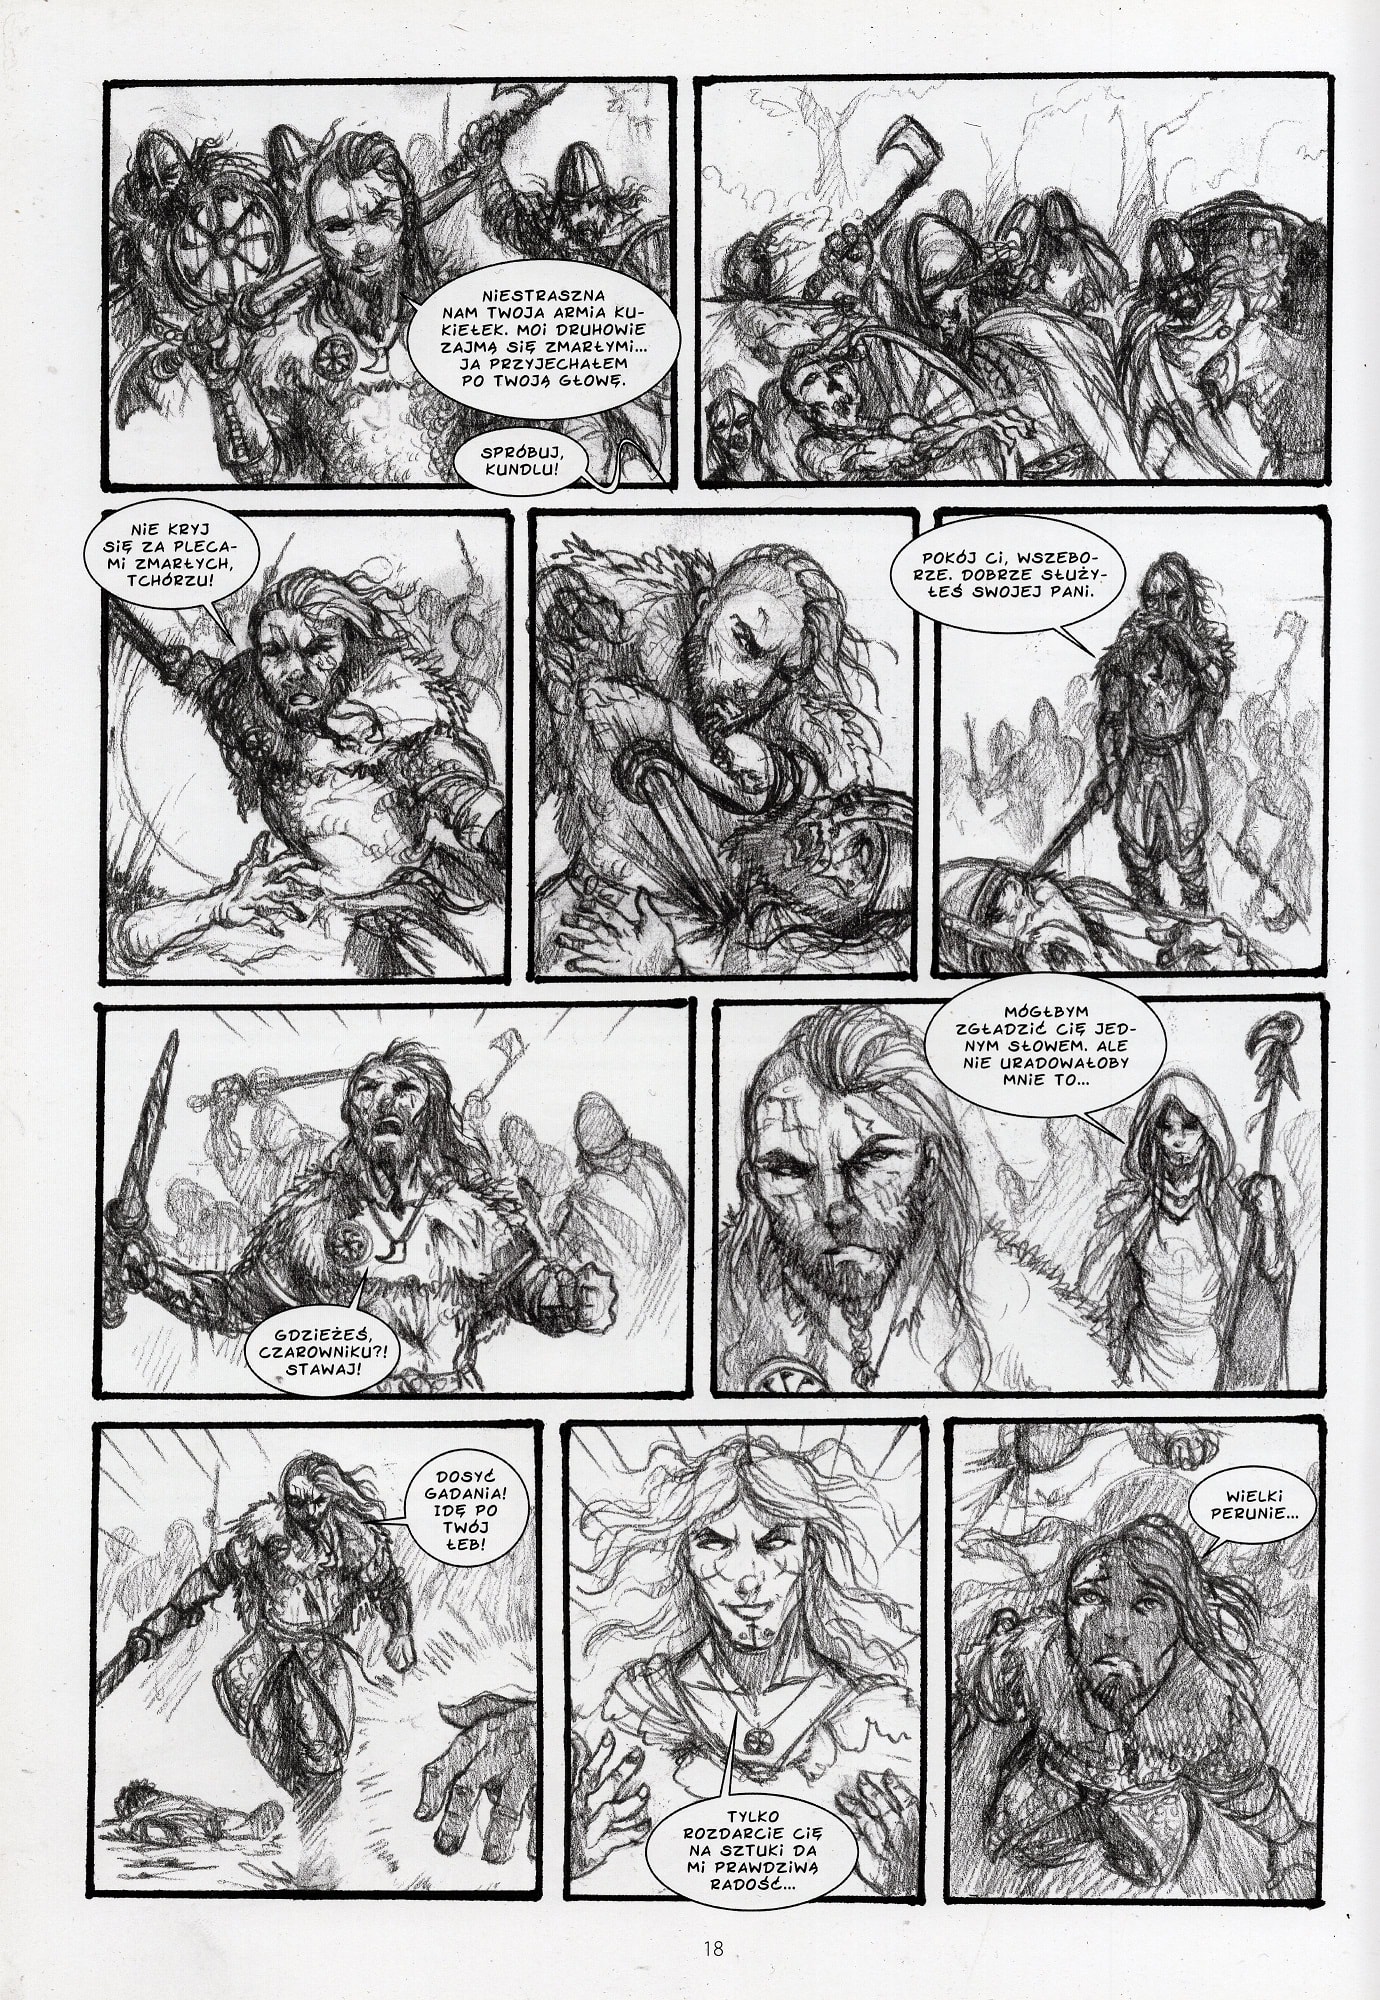 NIESTRASZNA
NAM TWOJA ARMIA KU-
KIEŁEK. MOI DRUHOWIE
ZAJMĄ SIĘ ZMARŁYMI...
JA PRZYJECHAŁEM
PO TWOJĄ GŁOWĘ.
SPRÓBUJ,
KUNDLU!
NIE KRYJ
SIĘ ZA PLECA-
MI ZMARŁYCH,
TCHÓRZU!
POKÓJ CI, WSZEBO-
RZE. DOBRZE SŁUŻY-
ŁEŚ SWOJEJ PANI.
GDZIEŻEŚ,
CZAROWNIKU?!
STAWAJ!
MÓGŁBYM
ZGŁADZIĆ CIĘ JED-
NYM SŁOWEM. ALE
NIE URADOWAŁOBY
MNIE TO...
DOSYĆ
GADANIA!
IDĘ PO
TWÓJ
ŁEB!
TYLKO
ROZDARCIE CIĘ
NA SZTUKI DA
MI PRAWDZIWĄ
RADOŚĆ...
WIELKI
PERUNIE...
18